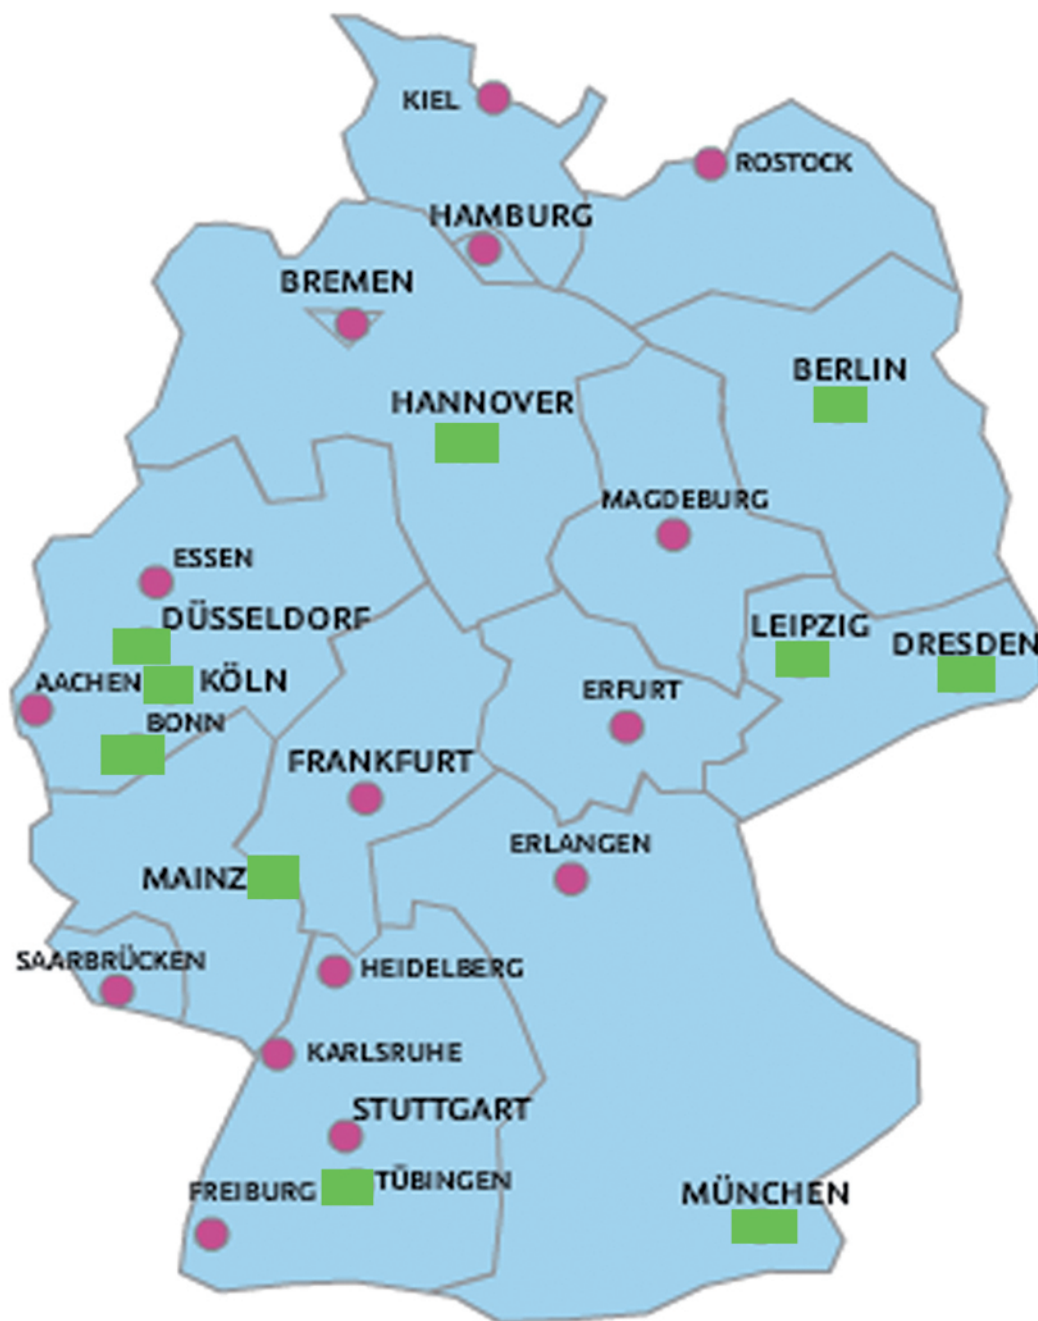 KIEL
ROSTOCK
HAMBURG
BREMEN
BERLIN
HANNOVER
MAGDEBURG
ESSEN
DÜSSELDORF
LEIPZIG
DRESDEN
AACHEN
KÖLN
ERFURT
BONN
FRANKFURT
ERLANGEN
MAINZ
SAARBRÜCKEN
HEIDELBERG
KARLSRUHE
STUTTGART
TÜBINGEN
FREIBURG
MÜNCHEN